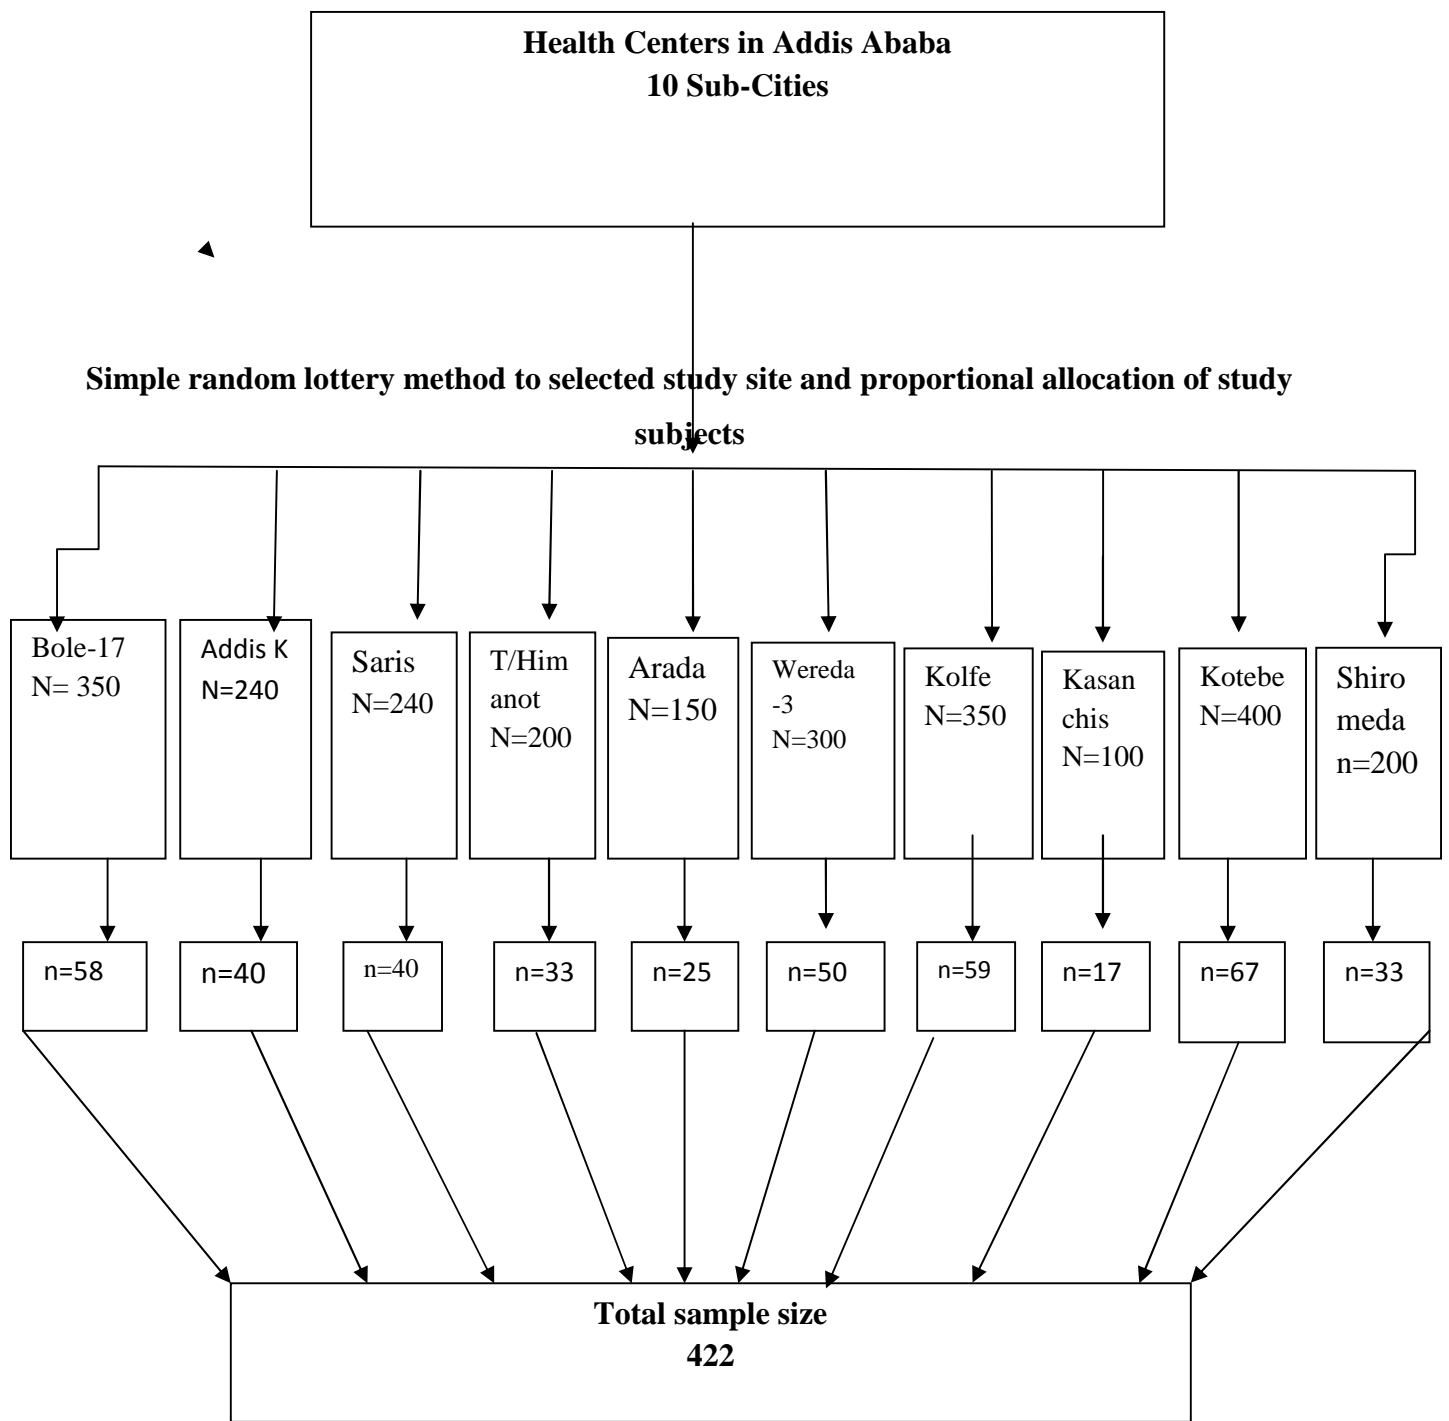 Health Centers in Addis Ababa
10 Sub-Cities
Simple random lottery method to selected study site and proportional allocation of study
subjects
Bole-17
N= 350
Addis K
N=240
Saris
N=240
T/Him
anot
N=200
Arada
N=150
Wereda
-3
N=300
Kolfe
N=350
Kasan
chis
N=100
Kotebe
N=400
Shiro
meda
n=200
n=58
n=40
n=40
n=33
n=25
n=50
n=59
n=17
n=67
n=33
Total sample size
422